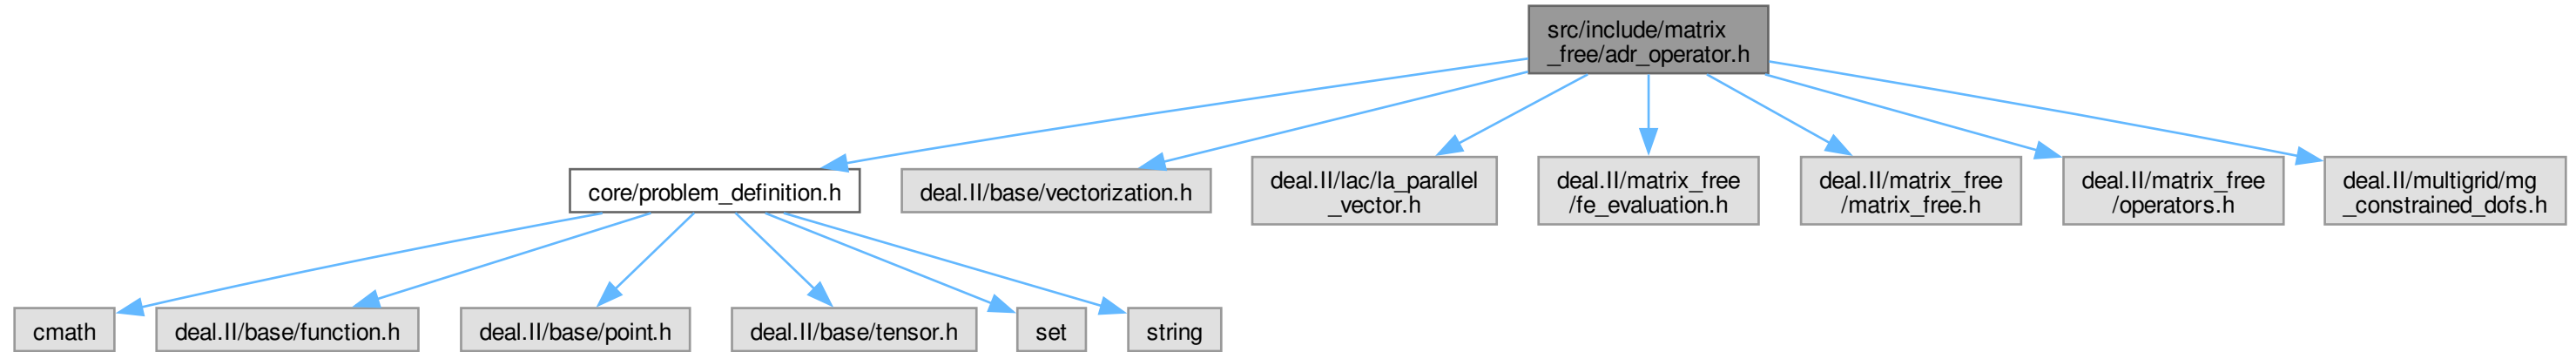 src/include/matrix
_free/adr_operator.h
core/problem_definition.h
deal.II/base/vectorization.h
deal.II/lac/la_parallel
_vector.h
deal.II/matrix_free
/fe_evaluation.h
deal.II/matrix_free
/matrix_free.h
deal.II/matrix_free
/operators.h
deal.II/multigrid/mg
_constrained_dofs.h
cmath
deal.II/base/function.h
deal.II/base/point.h
deal.II/base/tensor.h
set
string